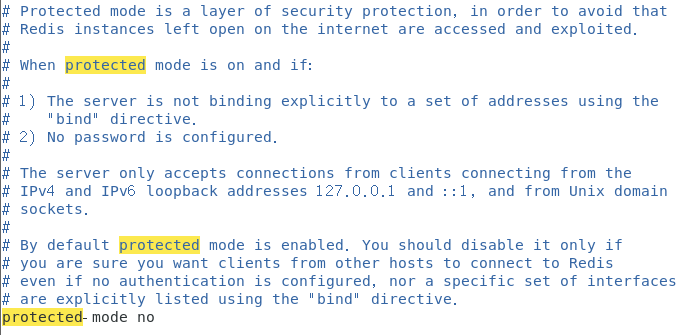 # Protected mode is a layer of security protection, in order to avoid that
# Redis instances left open on the internet are accessed and exploited.
#
# When protected mode is on and if:
#
# 1) The server is not binding explicitly to a set of addresses using the
#    "bind" directive.
# 2) No password is configured.
#
# The server only accepts connections from clients connecting from the
# IPv4 and IPv6 loopback addresses 127.0.0.1 and ::1, and from Unix domain
# sockets.
#
# By default protected mode is enabled. You should disable it only if
# you are sure you want clients from other hosts to connect to Redis
# even if no authentication is configured, nor a specific set of interfaces
# are explicitly listed using the "bind" directive.
protected-mode no